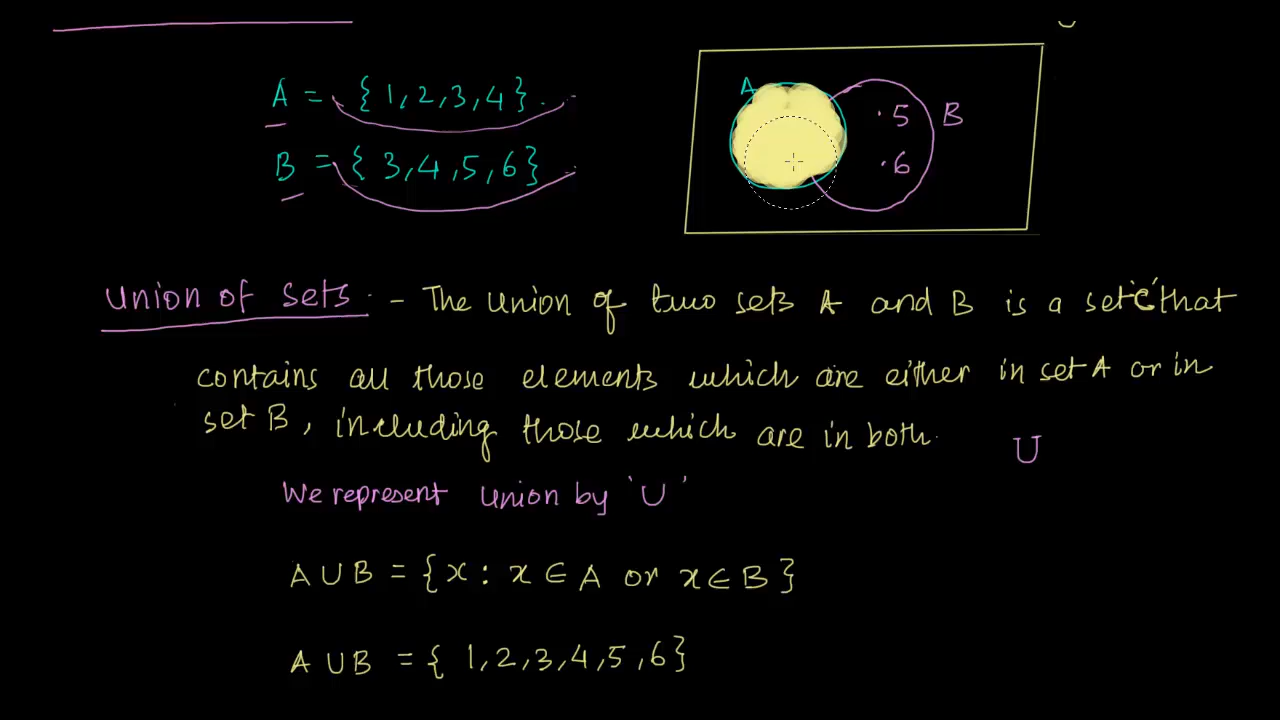 A = { 1, 2, 3, 4 }.
B = { 3, 4, 5, 6 }
A
.5 B
.6
Union of sets - The union of two sets A and B is a set 'C' that
contains all those elements which are either in set A or in
set B, including those which are in both.
U
We represent union by 'U'
A ∪ B = { x : x ∈ A or x ∈ B }
A ∪ B = { 1, 2, 3, 4, 5, 6 }